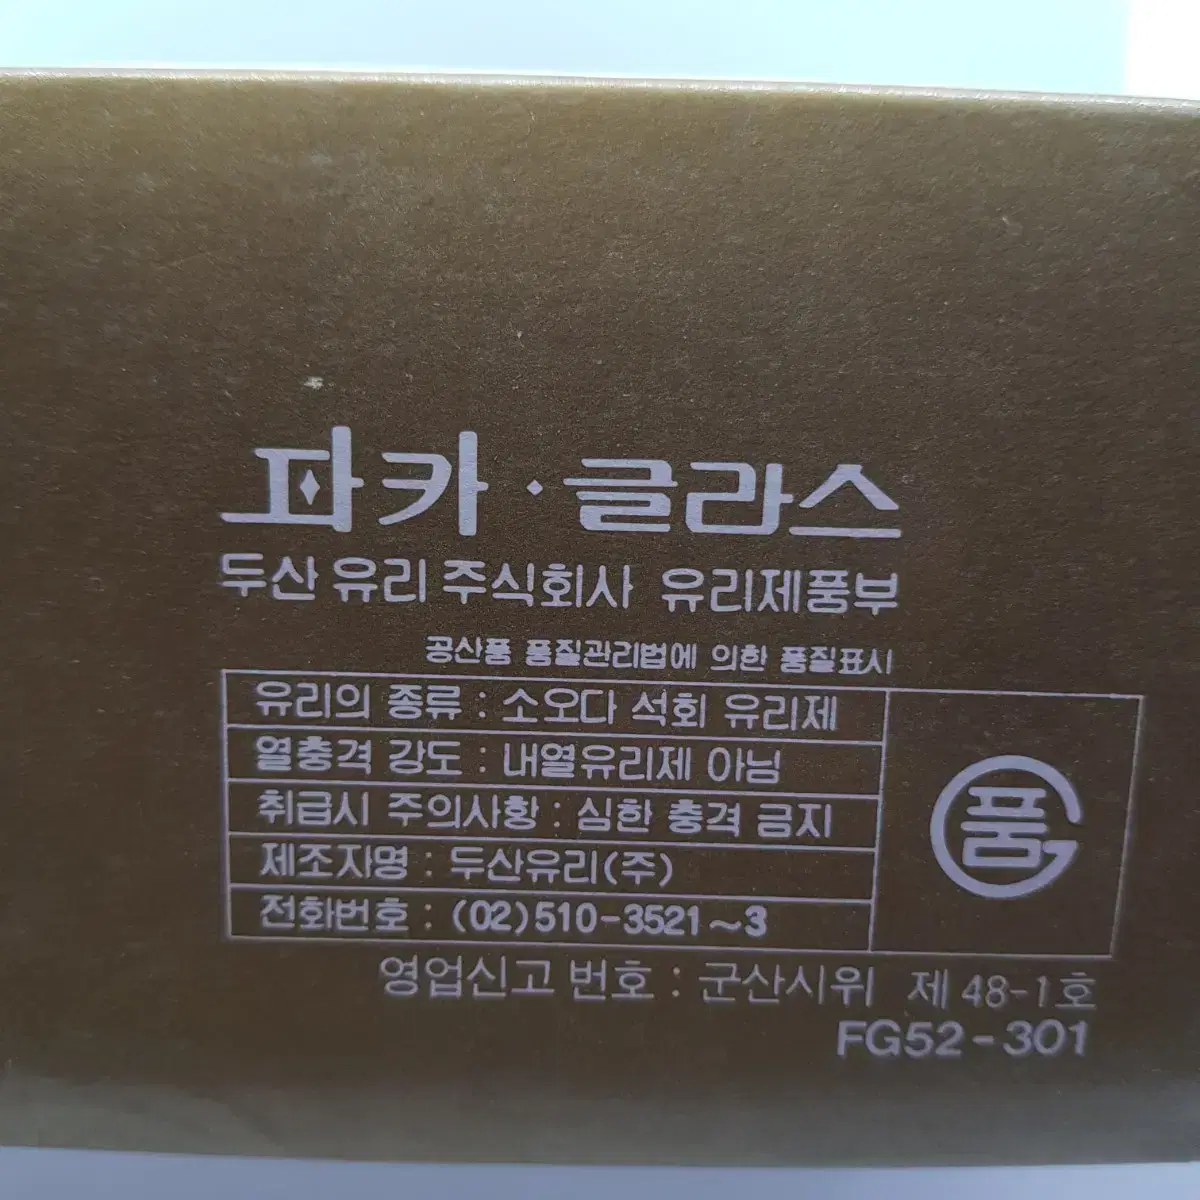 파카·글라스
두산 유리 주식회사 유리제품부
공산품 품질관리법에 의한 품질표시
유리의 종류 : 소오다 석회 유리제
열충격 강도 : 내열유리제 아님
취급시 주의사항 : 심한 충격 금지
제조자명 : 두산유리(주)
전화번호 : (02)510-3521~3
품
영업신고 번호 : 군산시위 제 48-1호
FG52-301